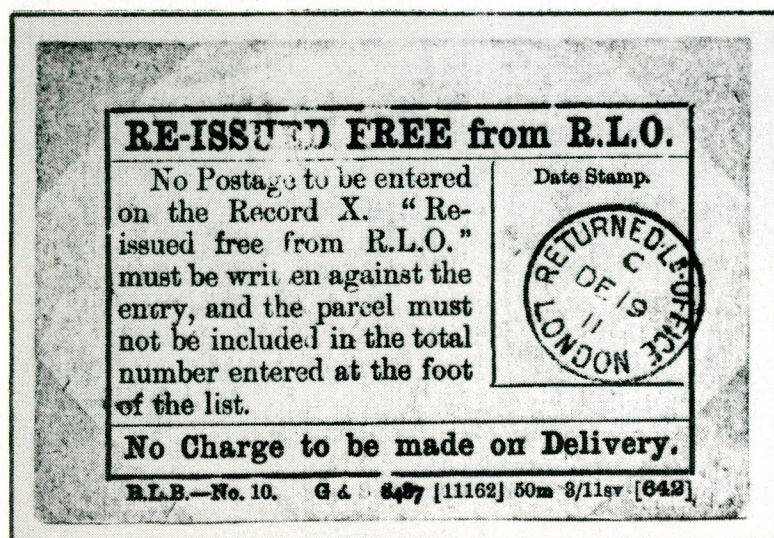 RE-ISSUED FREE from R.L.O.
No Postage to be entered
on the Record X. “Re-
issued free from R.L.O.”
must be written against the
entry, and the parcel must
not be included in the total
number entered at the foot
of the list.
Date Stamp.
RETURNED·LR·OFFICE LONDON
C
DE 19
11
No Charge to be made on Delivery.
R.L.B.—No. 10. G & S [11162] 50m 3/11sv [642]